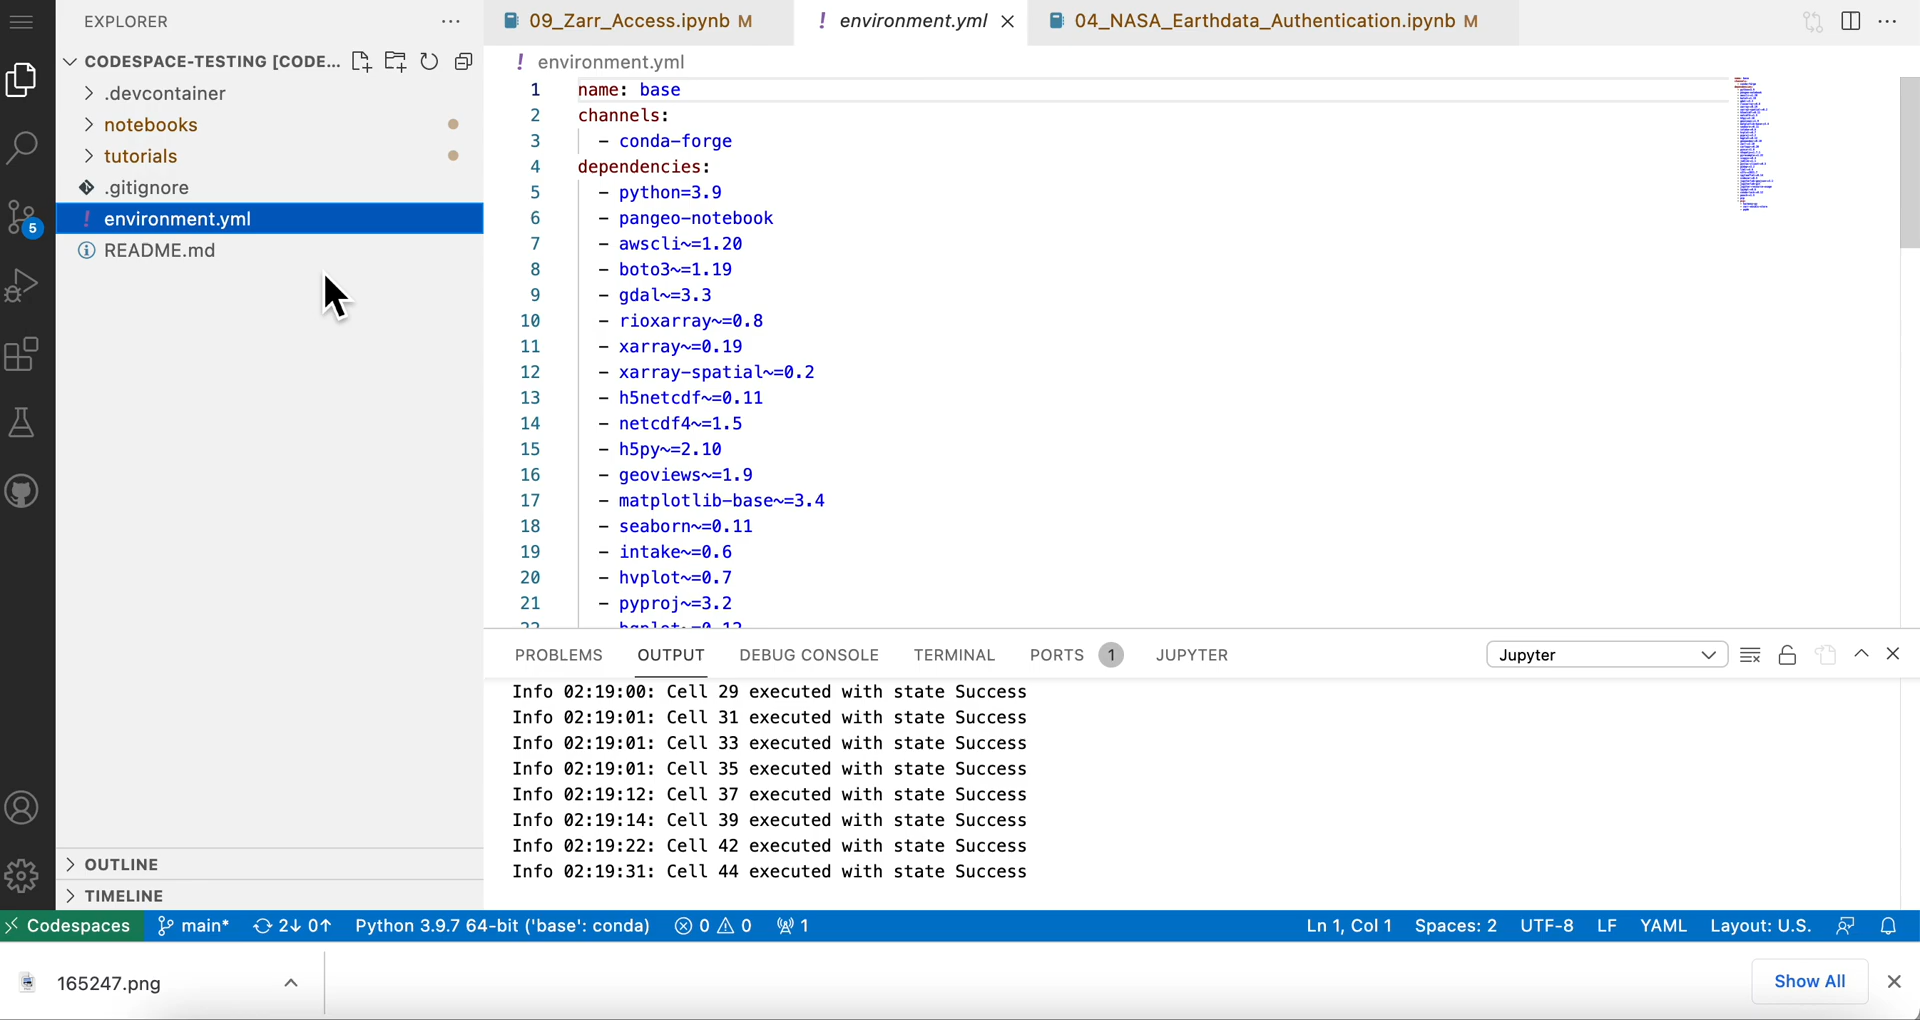 EXPLORER
CODESPACE-TESTING [CODE...
.devcontainer
notebooks
tutorials
.gitignore
environment.yml
README.md
OUTLINE
TIMELINE
5
09_Zarr_Access.ipynb M
! environment.yml
04_NASA_Earthdata_Authentication.ipynb M
! environment.yml
1 name: base
2 channels:
3 - conda-forge
4 dependencies:
5 - python=3.9
6 - pangeo-notebook
7 - awscli~=1.20
8 - boto3~=1.19
9 - gdal~=3.3
10 - rioxarray~=0.8
11 - xarray~=0.19
12 - xarray-spatial~=0.2
13 - h5netcdf~=0.11
14 - netcdf4~=1.5
15 - h5py~=2.10
16 - geoviews~=1.9
17 - matplotlib-base~=3.4
18 - seaborn~=0.11
19 - intake~=0.6
20 - hvplot~=0.7
21 - pyproj~=3.2
PROBLEMS OUTPUT DEBUG CONSOLE TERMINAL PORTS 1 JUPYTER
Jupyter
Info 02:19:00: Cell 29 executed with state Success
Info 02:19:01: Cell 31 executed with state Success
Info 02:19:01: Cell 33 executed with state Success
Info 02:19:01: Cell 35 executed with state Success
Info 02:19:12: Cell 37 executed with state Success
Info 02:19:14: Cell 39 executed with state Success
Info 02:19:22: Cell 42 executed with state Success
Info 02:19:31: Cell 44 executed with state Success
Codespaces main* 2↓ 0↑ Python 3.9.7 64-bit ('base': conda) 0 0 1 Ln 1, Col 1 Spaces: 2 UTF-8 LF YAML Layout: U.S.
165247.png
Show All